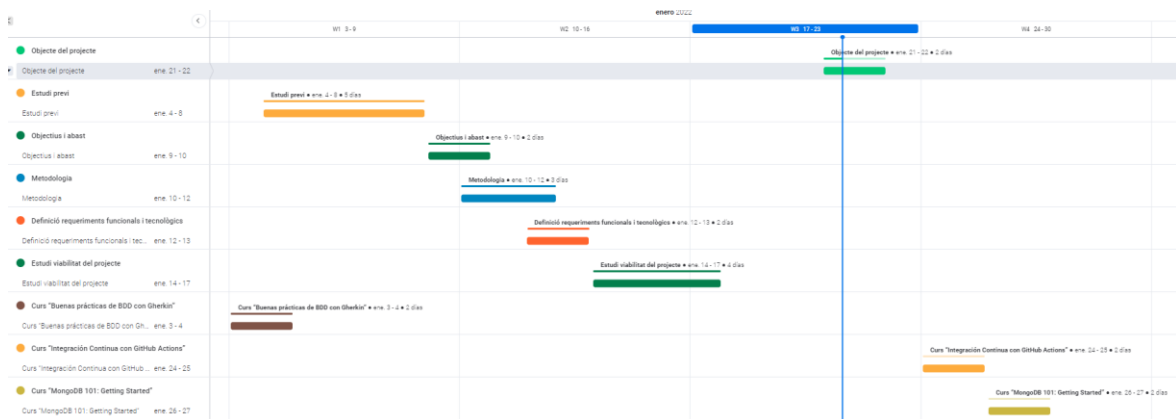 enero 2022
W1 3-9 W2 10-16 W3 17-23 W4 24-30
Objecte del projecte
Objecte del projecte • ene. 21 - 22 • 2 días
Objecte del projecte ene. 21 - 22
Estudi previ
Estudi previ • ene. 4 - 8 • 5 días
Estudi previ ene. 4 - 8
Objectius i abast
Objectius i abast • ene. 9 - 10 • 2 días
Objectius i abast ene. 9 - 10
Metodologia
Metodologia • ene. 10 - 12 • 3 días
Metodologia ene. 10 - 12
Definició requeriments funcionals i tecnològics
Definició requeriments funcionals i tecnològics • ene. 12 - 13 • 2 días
Definició requeriments funcionals i tec... ene. 12 - 13
Estudi viabilitat del projecte
Estudi viabilitat del projecte • ene. 14 - 17 • 4 días
Estudi viabilitat del projecte ene. 14 - 17
Curs "Buenas prácticas de BDD con Gherkin"
Curs "Buenas prácticas de BDD con Gherkin" • ene. 3 - 4 • 2 días
Curs "Buenas prácticas de BDD con Gh... ene. 3 - 4
Curs "Integración Continua con GitHub Actions"
Curs "Integración Continua con GitHub Actions" • ene. 24 - 25 • 2 días
Curs "Integración Continua con GitHub ... ene. 24 - 25
Curs "MongoDB 101: Getting Started"
Curs "MongoDB 101: Getting Started" • ene. 26 - 27 • 2 días
Curs "MongoDB 101: Getting Started" ene. 26 - 27